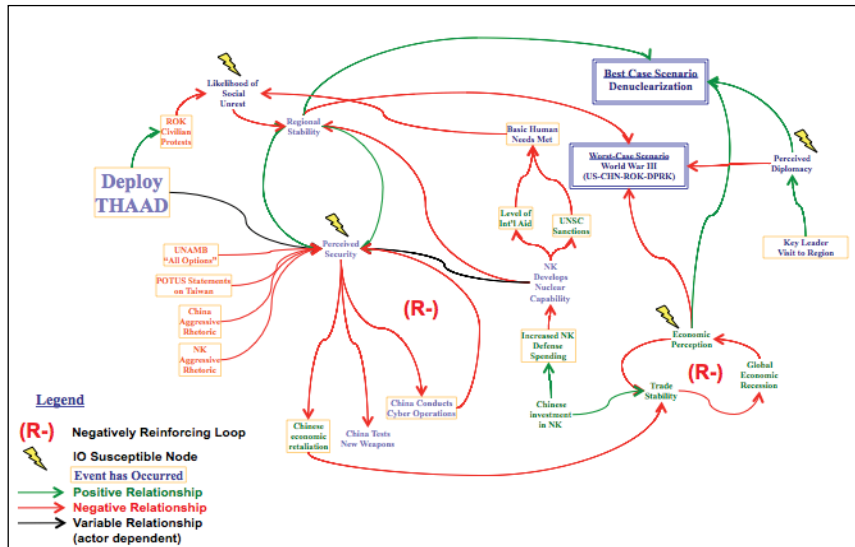 Likelihood of
Social
Unrest
Best Case Scenario
Denuclearization
ROK
Civilian
Protests
Regional
Stability
Basic Human
Needs Met
Worst-Case Scenario
World War III
(US-CHN-ROK-DPRK)
Perceived
Diplomacy
Deploy
THAAD
Level of
Int'l Aid
UNSC
Sanctions
Key Leader
Visit to Region
UNAMB
"All Options"
Perceived
Security
NK
Develops
Nuclear
Capability
POTUS Statements
on Taiwan
China
Aggressive
Rhetoric
(R-)
NK
Aggressive
Rhetoric
Increased NK
Defense
Spending
Economic
Perception
(R-)
Global
Economic
Recession
Trade
Stability
Chinese
investment
in NK
China Conducts
Cyber Operations
Chinese
economic
retaliation
China Tests
New Weapons
Legend
(R-) Negatively Reinforcing Loop
IO Susceptible Node
Event has Occurred
Positive Relationship
Negative Relationship
Variable Relationship
(actor dependent)